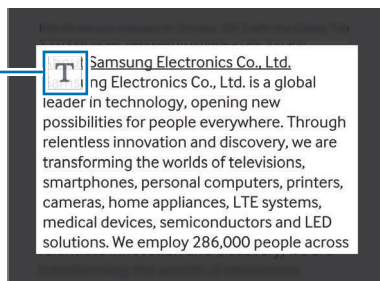 Samsung Electronics Co., Ltd.
T
ng Electronics Co., Ltd. is a global
leader in technology, opening new
possibilities for people everywhere. Through
relentless innovation and discovery, we are
transforming the worlds of televisions,
smartphones, personal computers, printers,
cameras, home appliances, LTE systems,
medical devices, semiconductors and LED
solutions. We employ 286,000 people across